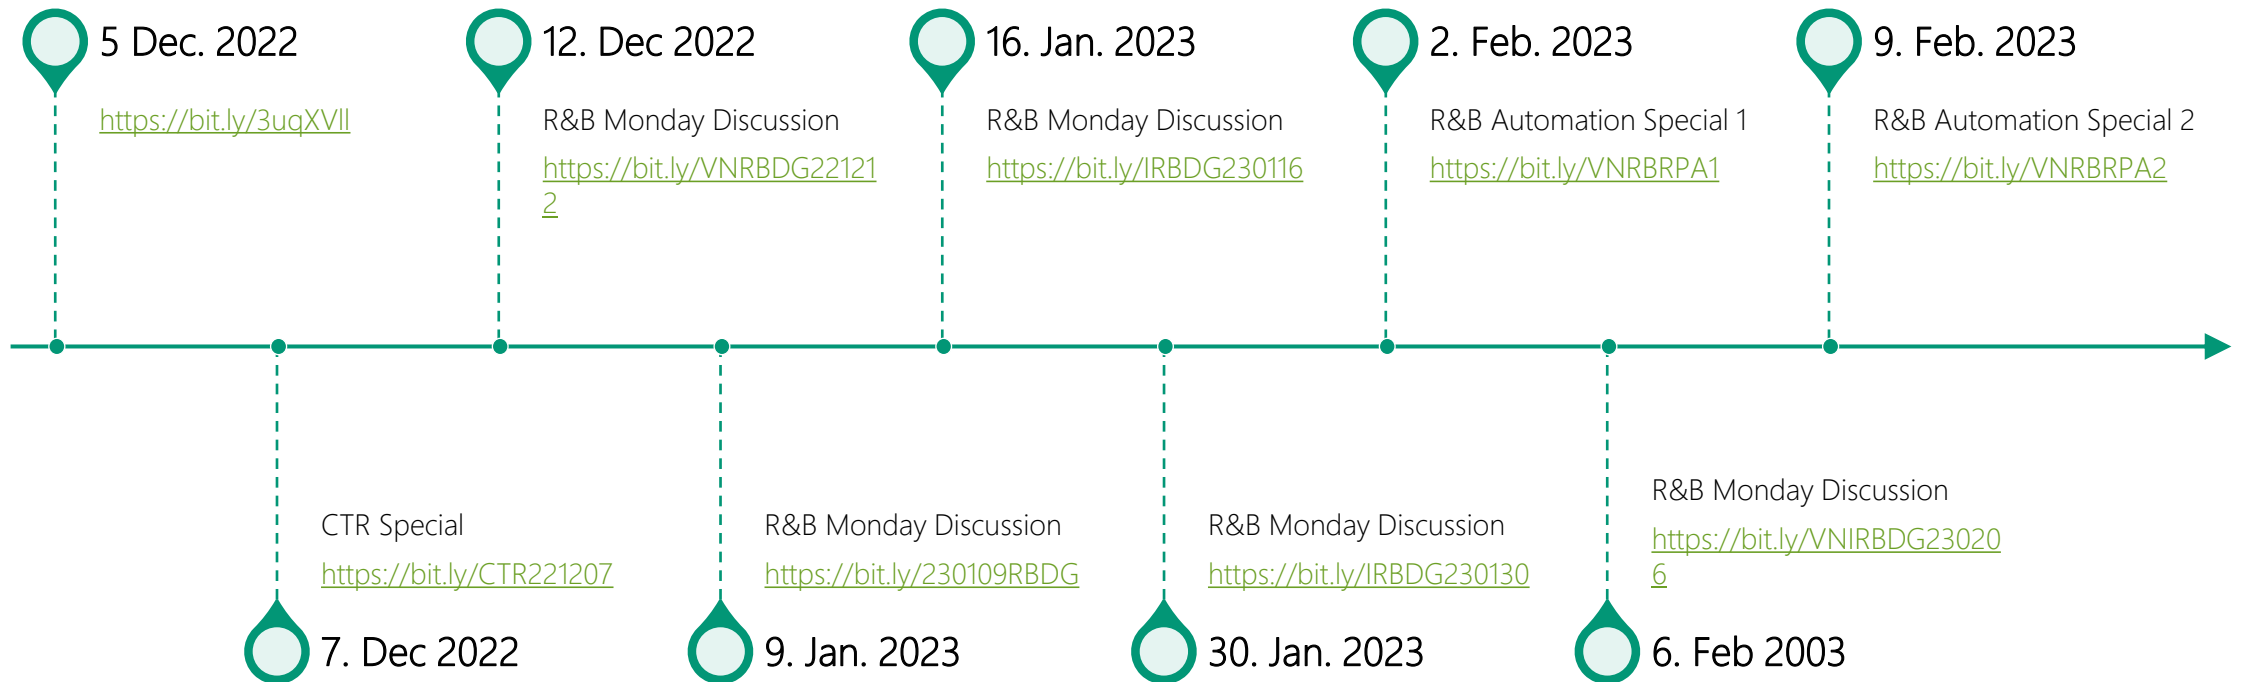 5 Dec. 2022
https://bit.ly/3uqXVll
7. Dec 2022
CTR Special
https://bit.ly/CTR221207
12. Dec 2022
R&B Monday Discussion
https://bit.ly/VNRBDG22121
2
9. Jan. 2023
R&B Monday Discussion
https://bit.ly/230109RBDG
16. Jan. 2023
R&B Monday Discussion
https://bit.ly/IRBDG230116
30. Jan. 2023
R&B Monday Discussion
https://bit.ly/IRBDG230130
2. Feb. 2023
R&B Automation Special 1
https://bit.ly/VNRBRPA1
6. Feb 2003
R&B Monday Discussion
https://bit.ly/VNIRBDG23020
6
9. Feb. 2023
R&B Automation Special 2
https://bit.ly/VNRBRPA2